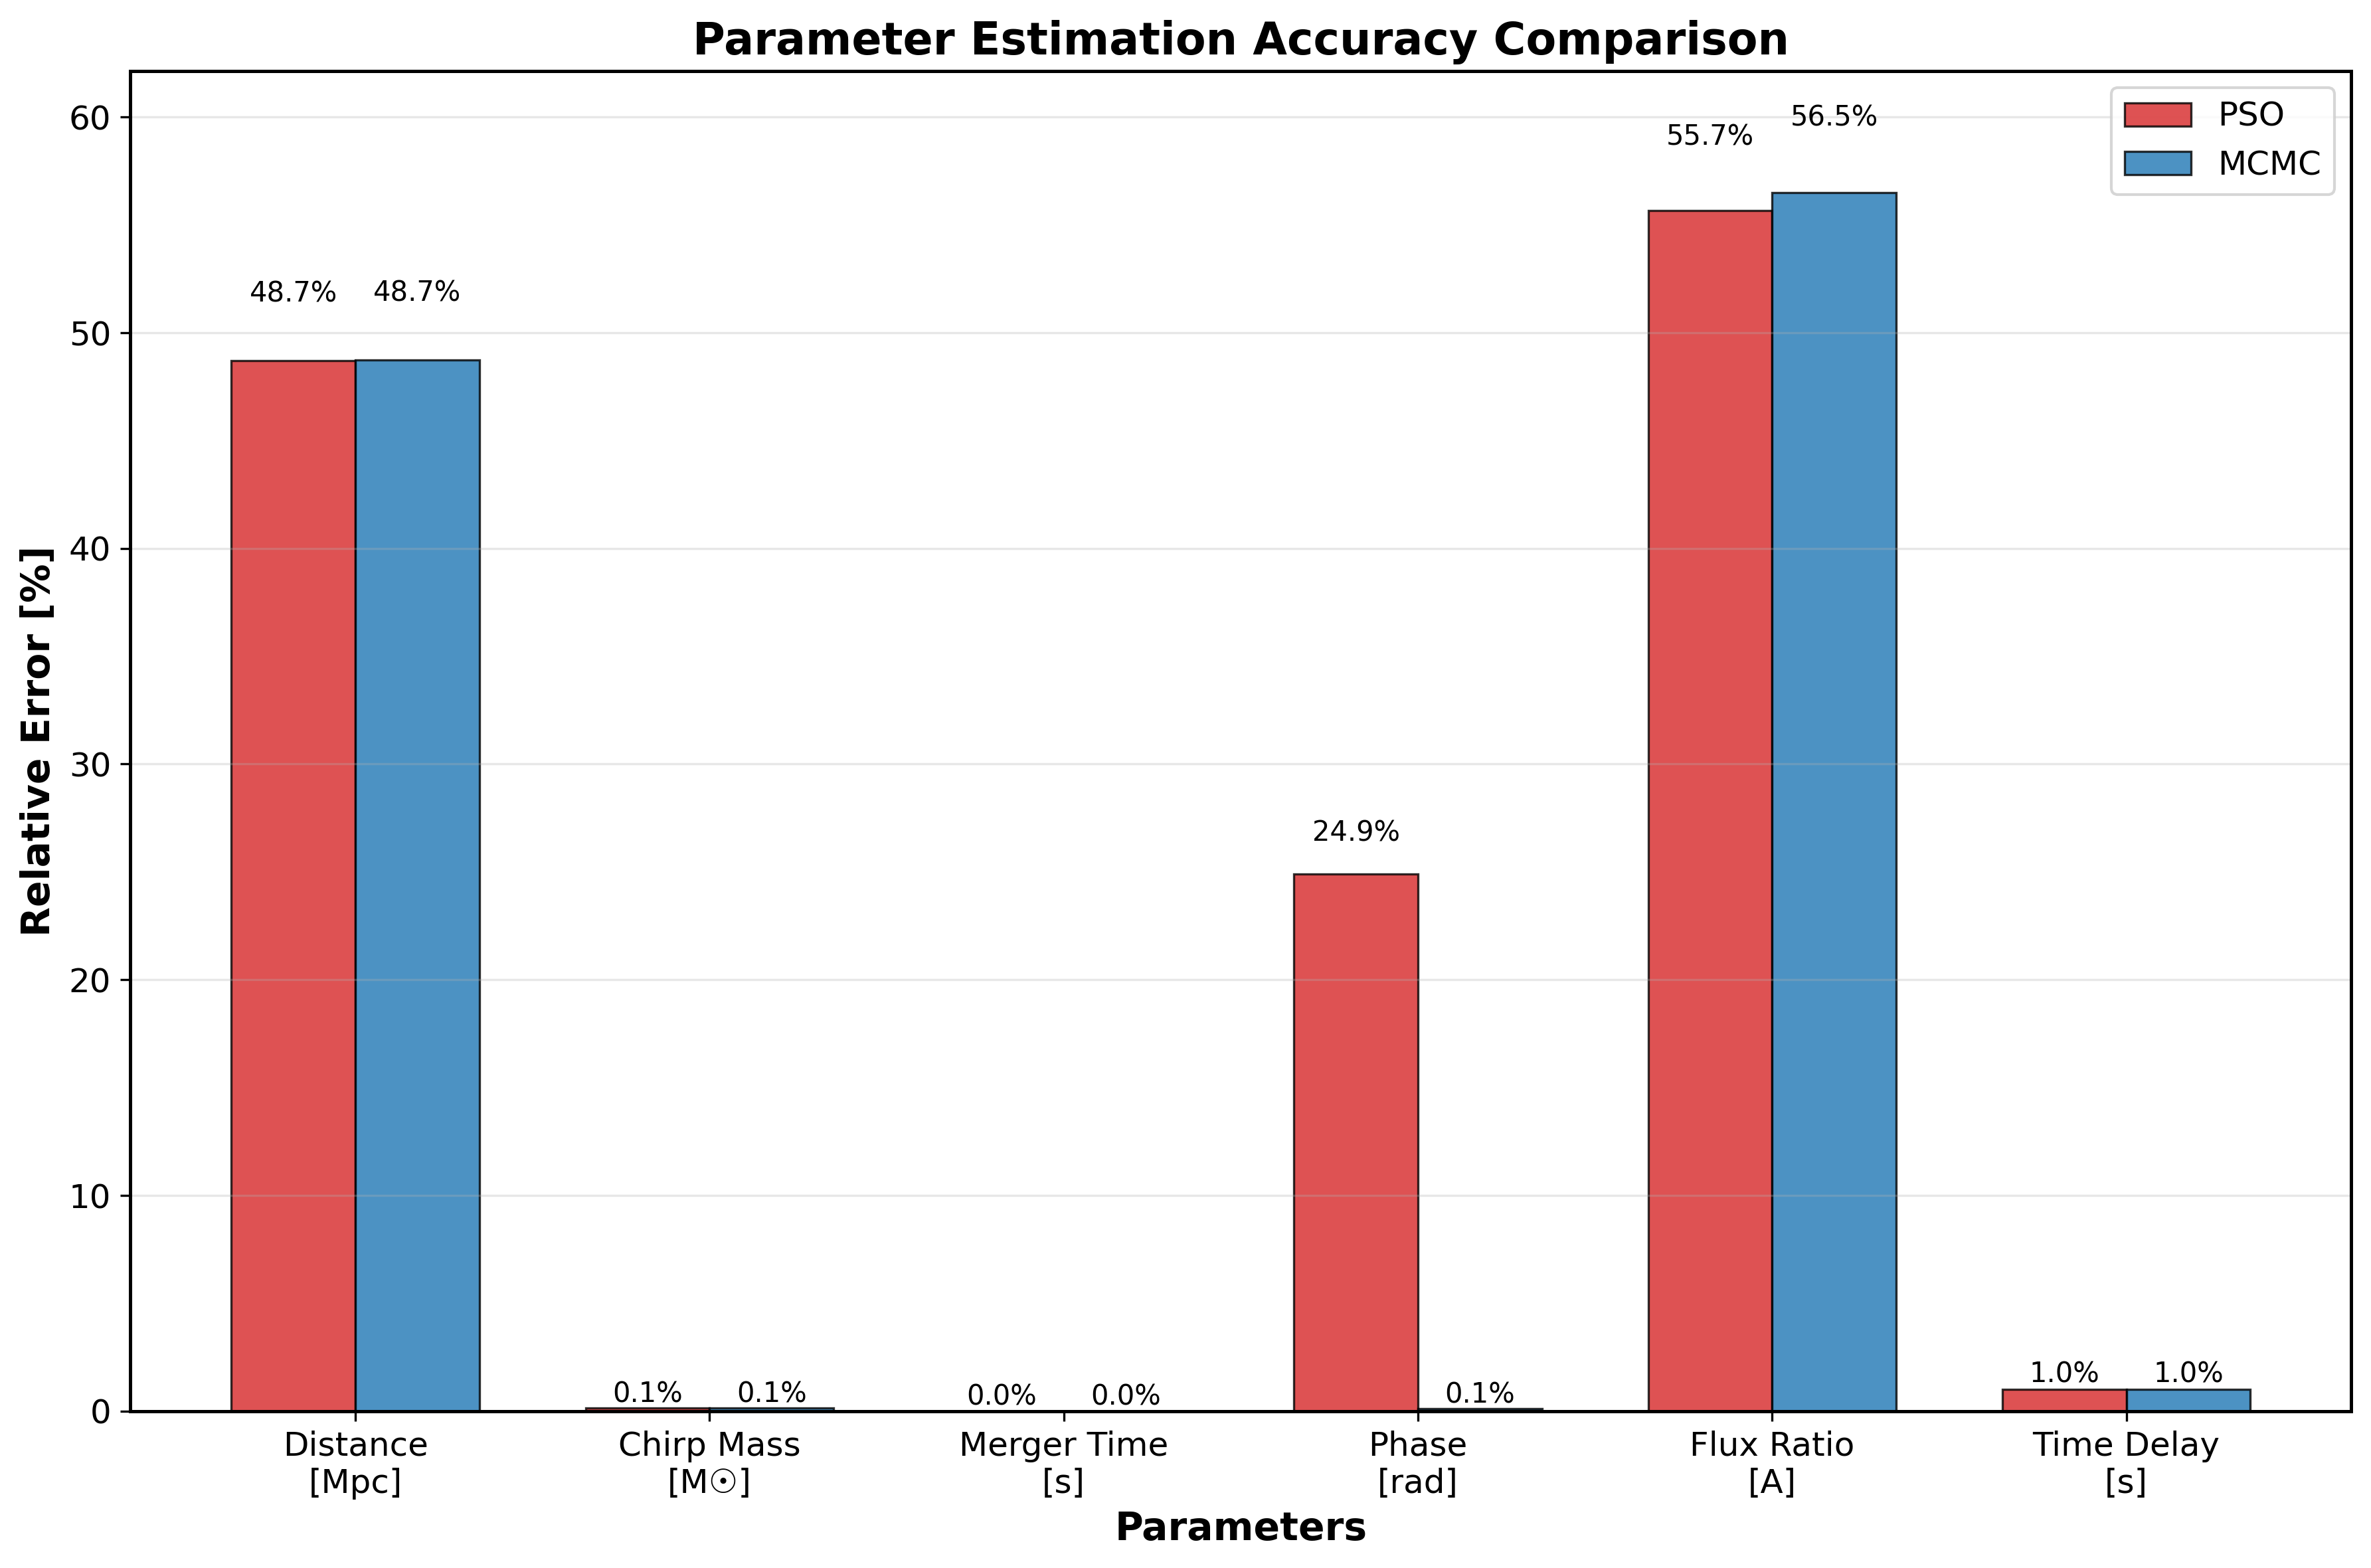 Parameter Estimation Accuracy Comparison
PSO
MCMC
Relative Error [%]
60
50
40
30
20
10
0
48.7%
48.7%
0.1%
0.1%
0.0%
0.0%
24.9%
0.1%
55.7%
56.5%
1.0%
1.0%
Distance
[Mpc]
Chirp Mass
[M☉]
Merger Time
[s]
Phase
[rad]
Flux Ratio
[A]
Time Delay
[s]
Parameters